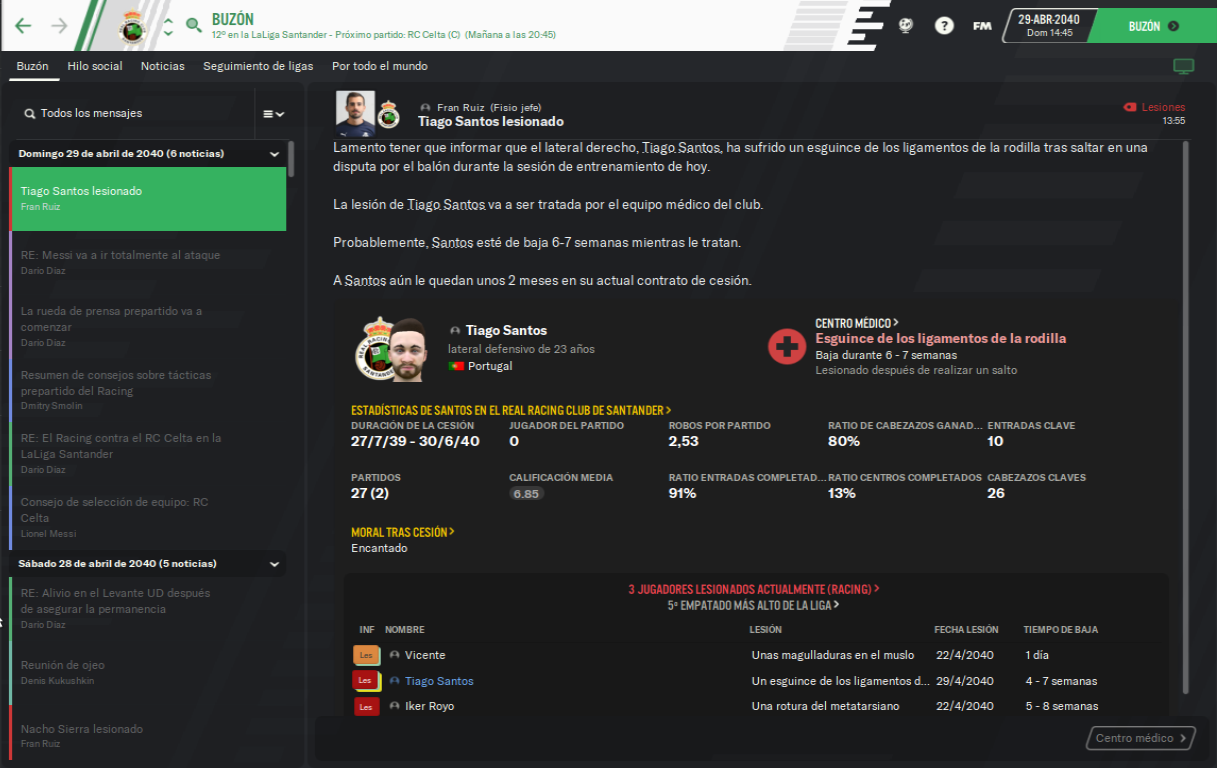 BUZÓN
12º en la LaLiga Santander - Próximo partido: RC Celta (C) (Mañana a las 20:45)
?
FM
29-ABR-2040
Dom 14:45
BUZÓN
Buzón Hilo social Noticias Seguimiento de ligas Por todo el mundo
Todos los mensajes
Domingo 29 de abril de 2040 (6 noticias)
Tiago Santos lesionado
Fran Ruiz
RE: Messi va a ir totalmente al ataque
Darío Díaz
La rueda de prensa prepartido va a
comenzar
Darío Díaz
Resumen de consejos sobre tácticas
prepartido del Racing
Dmitry Smolin
RE: El Racing contra el RC Celta en la
LaLiga Santander
Darío Díaz
Consejo de selección de equipo: RC
Celta
Lionel Messi
Sábado 28 de abril de 2040 (5 noticias)
RE: Alivio en el Levante UD después
de asegurar la permanencia
Darío Díaz
Reunión de ojeo
Denis Kukushkin
Nacho Sierra lesionado
Fran Ruiz
Fran Ruiz (Fisio jefe)
Tiago Santos lesionado
Lesiones
13:55
Lamento tener que informar que el lateral derecho, Tiago Santos, ha sufrido un esguince de los ligamentos de la rodilla tras saltar en una
disputa por el balón durante la sesión de entrenamiento de hoy.
La lesión de Tiago Santos va a ser tratada por el equipo médico del club.
Probablemente, Santos esté de baja 6-7 semanas mientras le tratan.
A Santos aún le quedan unos 2 meses en su actual contrato de cesión.
Tiago Santos
lateral defensivo de 23 años
Portugal
CENTRO MÉDICO
Esguince de los ligamentos de la rodilla
Baja durante 6 - 7 semanas
Lesionado después de realizar un salto
ESTADÍSTICAS DE SANTOS EN EL REAL RACING CLUB DE SANTANDER
DURACIÓN DE LA CESIÓN JUGADOR DEL PARTIDO ROBOS POR PARTIDO RATIO DE CABEZAZOS GANAD... ENTRADAS CLAVE
27/7/39 - 30/6/40 0 2,53 80% 10
PARTIDOS CALIFICACIÓN MEDIA RATIO ENTRADAS COMPLETAD... RATIO CENTROS COMPLETADOS CABEZAZOS CLAVES
27 (2) 6.85 91% 13% 26
MORAL TRAS CESIÓN
Encantado
3 JUGADORES LESIONADOS ACTUALMENTE (RACING)
5º EMPATADO MÁS ALTO DE LA LIGA
INF NOMBRE LESIÓN FECHA LESIÓN TIEMPO DE BAJA
Les Vicente Unas magulladuras en el muslo 22/4/2040 1 día
Les Tiago Santos Un esguince de los ligamentos d... 29/4/2040 4 - 7 semanas
Les Iker Royo Una rotura del metatarsiano 22/4/2040 5 - 8 semanas
Centro médico